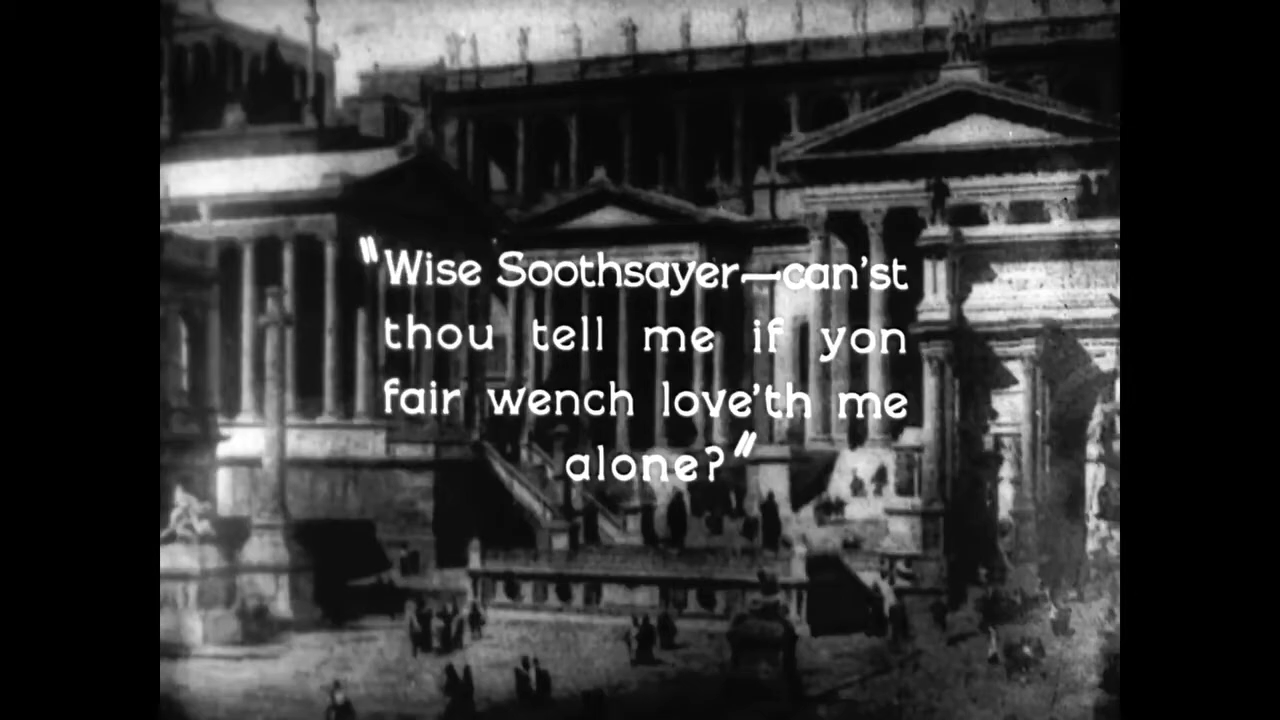 "Wise Soothsayer—can'st
thou tell me if yon
fair wench love'th me
alone?"